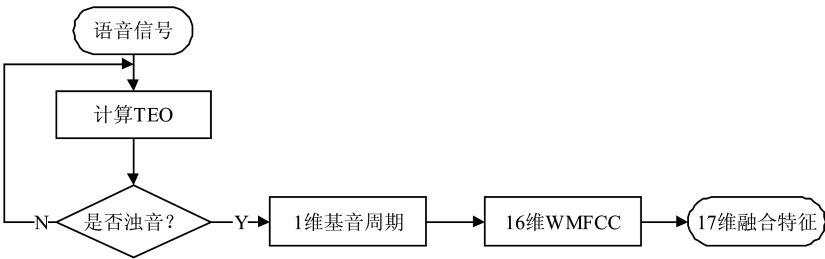 语音信号
计算TEO
是否浊音？
N
Y
1维基音周期
16维WMFCC
17维融合特征